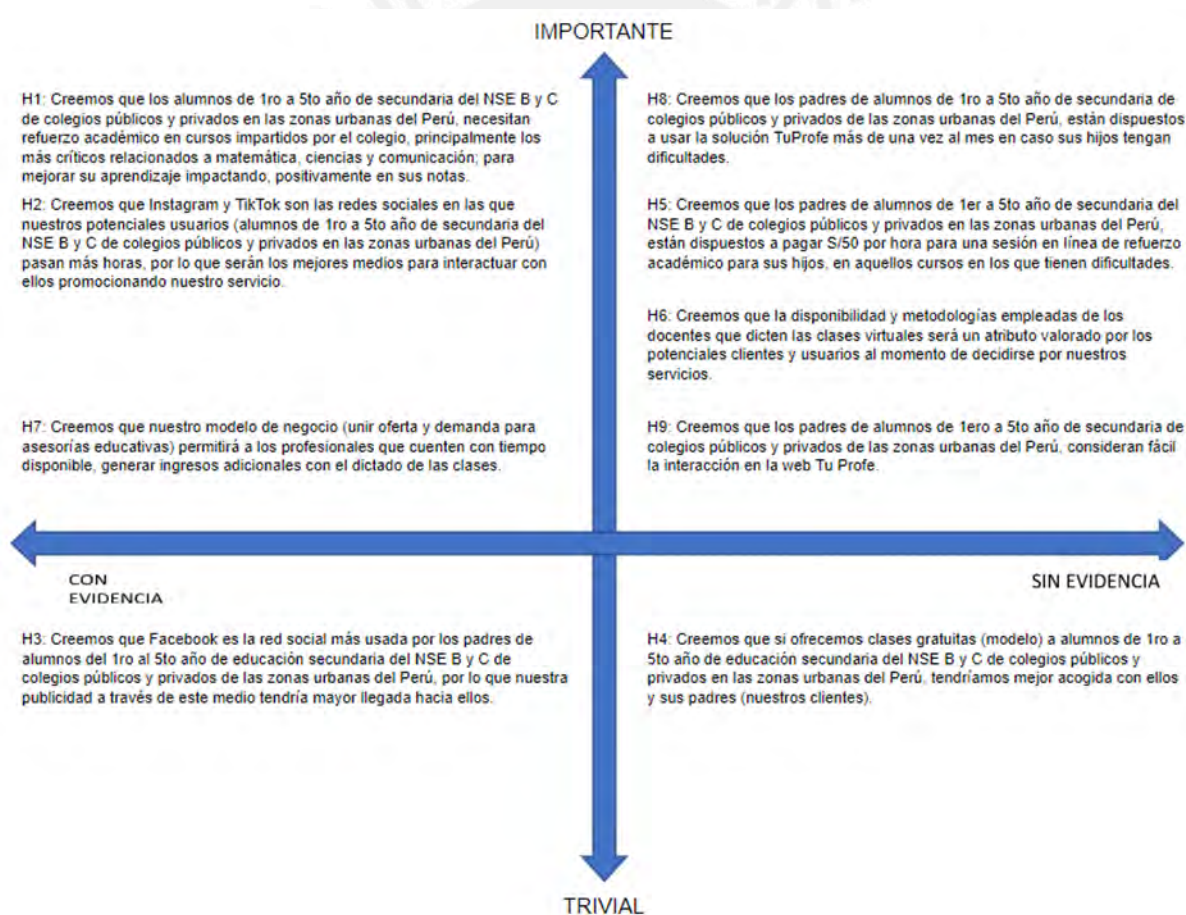 IMPORTANTE
H1: Creemos que los alumnos de 1ro a 5to año de secundaria del NSE B y C
de colegios públicos y privados en las zonas urbanas del Perú, necesitan
refuerzo académico en cursos impartidos por el colegio, principalmente los
más críticos relacionados a matemática, ciencias y comunicación; para
mejorar su aprendizaje impactando, positivamente en sus notas.
H2: Creemos que Instagram y TikTok son las redes sociales en las que
nuestros potenciales usuarios (alumnos de 1ro a 5to año de secundaria del
NSE B y C de colegios públicos y privados en las zonas urbanas del Perú)
pasan más horas, por lo que serán los mejores medios para interactuar con
ellos promocionando nuestro servicio.
H7: Creemos que nuestro modelo de negocio (unir oferta y demanda para
asesorías educativas) permitirá a los profesionales que cuenten con tiempo
disponible, generar ingresos adicionales con el dictado de las clases.
H8: Creemos que los padres de alumnos de 1ro a 5to año de secundaria de
colegios públicos y privados de las zonas urbanas del Perú, están dispuestos
a usar la solución TuProfe más de una vez al mes en caso sus hijos tengan
dificultades.
H5: Creemos que los padres de alumnos de 1er a 5to año de secundaria del
NSE B y C de colegios públicos y privados en las zonas urbanas del Perú,
están dispuestos a pagar S/50 por hora para una sesión en línea de refuerzo
académico para sus hijos, en aquellos cursos en los que tienen dificultades.
H6: Creemos que la disponibilidad y metodologías empleadas de los
docentes que dicten las clases virtuales será un atributo valorado por los
potenciales clientes y usuarios al momento de decidirse por nuestros
servicios.
H9: Creemos que los padres de alumnos de 1ero a 5to año de secundaria de
colegios públicos y privados de las zonas urbanas del Perú, consideran fácil
la interacción en la web Tu Profe.
CON
EVIDENCIA
SIN EVIDENCIA
H3: Creemos que Facebook es la red social más usada por los padres de
alumnos del 1ro al 5to año de educación secundaria del NSE B y C de
colegios públicos y privados de las zonas urbanas del Perú, por lo que nuestra
publicidad a través de este medio tendría mayor llegada hacia ellos.
H4: Creemos que si ofrecemos clases gratuitas (modelo) a alumnos de 1ro a
5to año de educación secundaria del NSE B y C de colegios públicos y
privados en las zonas urbanas del Perú, tendríamos mejor acogida con ellos
y sus padres (nuestros clientes).
TRIVIAL